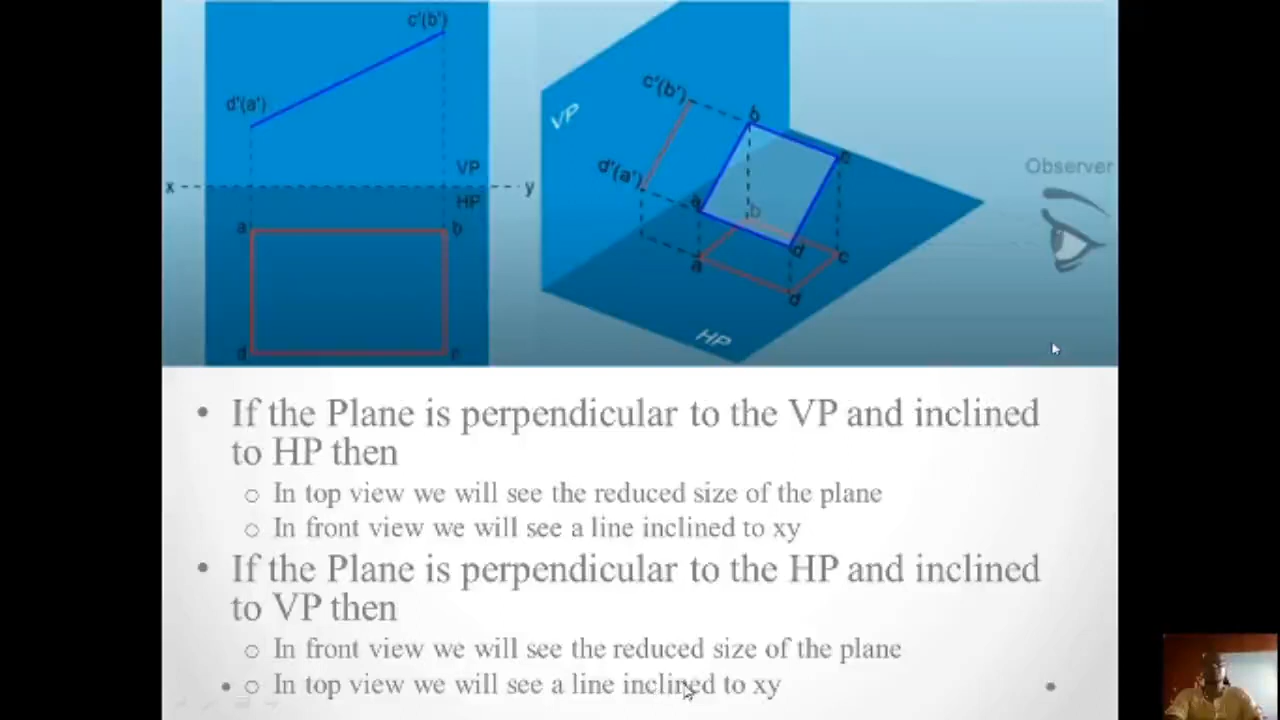 c'(b')
d'(a')
VP
x
y
HP
a
b
d
c'(b')
VP
d'(a')
b
c
a
b
d
a
c
d
HP
Observer
• If the Plane is perpendicular to the VP and inclined
to HP then
○ In top view we will see the reduced size of the plane
○ In front view we will see a line inclined to xy
• If the Plane is perpendicular to the HP and inclined
to VP then
○ In front view we will see the reduced size of the plane
○ In top view we will see a line inclined to xy